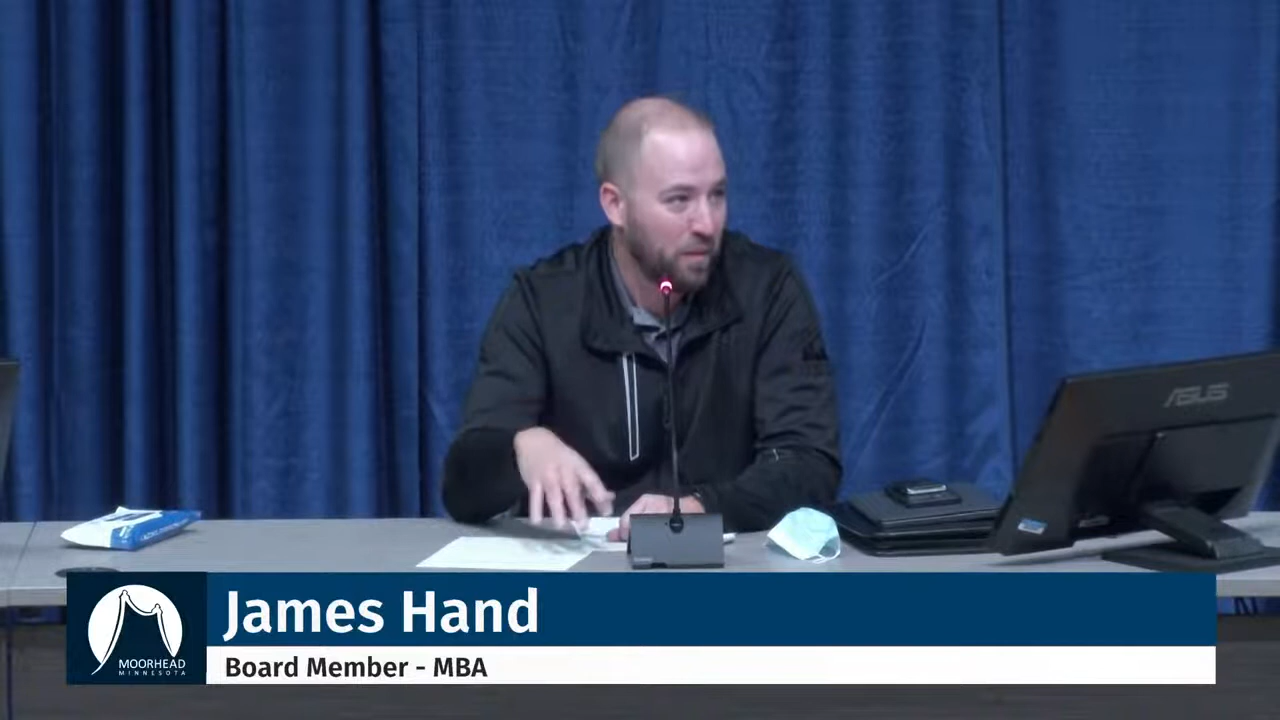 ASUS
James Hand
MOORHEAD
MINNESOTA
Board Member - MBA